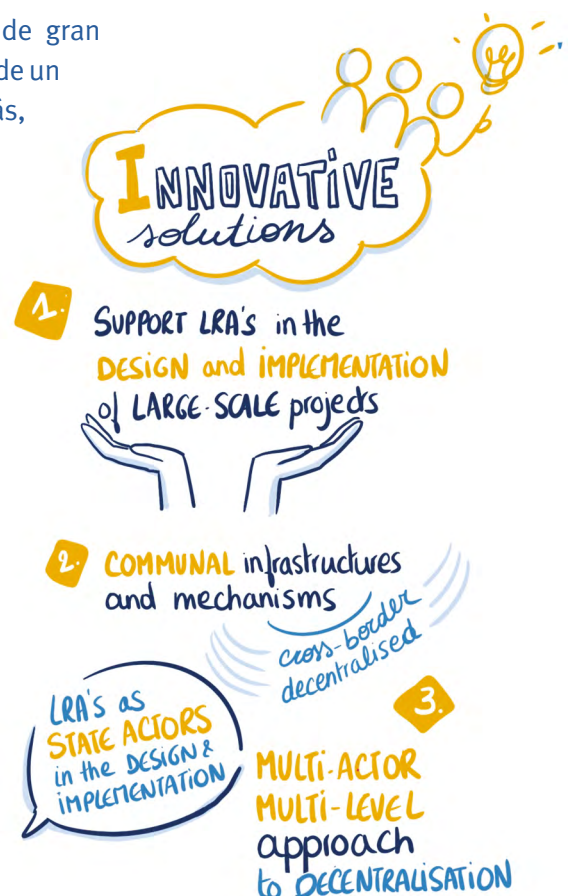 de gran
de un
ás,
INNOVATIVE
solutions
1.
SUPPORT LRA'S in the
DESIGN and IMPLEMENTATION
of LARGE-SCALE projects
2.
COMMUNAL infrastructures
and mechanisms
cross-border
decentralised
LRA'S as
STATE ACTORS
in the DESIGN &
IMPLEMENTATION
3.
MULTI-ACTOR
MULTI-LEVEL
approach
to DECENTRALISATION